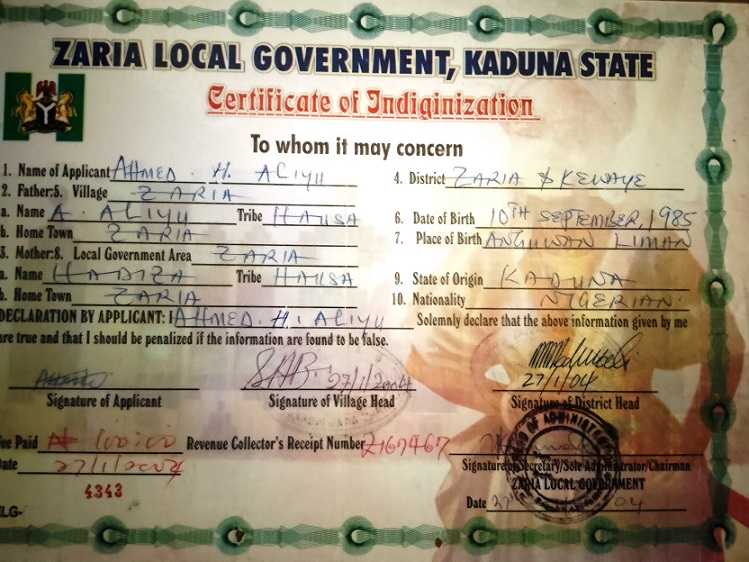 ZARIA LOCAL GOVERNMENT, KADUNA STATE
Certificate of Indiginization
To whom it may concern
1. Name of Applicant AHMED . H. ALIYU 4. District ZARIA & KEWAYE
2. Father:5. Village ZARIA
a. Name A. ALIYU Tribe HAUSA 6. Date of Birth 10TH SEPTEMBER, 1985
b. Home Town ZARIA 7. Place of Birth ANGUWAN LIMAN
3. Mother:8. Local Government Area ZARIA
a. Name HADIZA Tribe HAUSA 9. State of Origin KADUNA
b. Home Town ZARIA 10. Nationality NIGERIAN
DECLARATION BY APPLICANT: I AHMED . H. ALIYU Solemnly declare that the above information given by me
are true and that I should be penalized if the information are found to be false.
27/1/2004 27/1/04
Signature of Applicant Signature of Village Head Signature of District Head
Fee Paid ₦ 100:00 Revenue Collector's Receipt Number 2167467
Date 27/1/2004 Signature of Secretary/Sole Administrator/Chairman
4343 ZARIA LOCAL GOVERNMENT
LG- Date 04